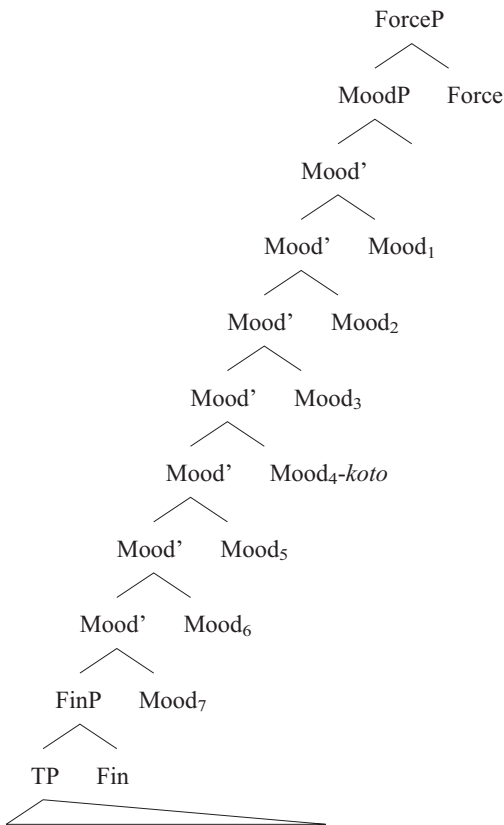 ForceP
MoodP Force
Mood’
Mood’ Mood₁
Mood’ Mood₂
Mood’ Mood₃
Mood’ Mood₄-koto
Mood’ Mood₅
Mood’ Mood₆
FinP Mood₇
TP Fin